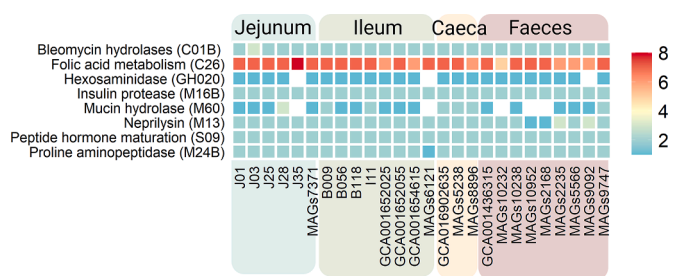 Jejunum Ileum Caeca Faeces
Bleomycin hydrolases (C01B)
Folic acid metabolism (C26)
Hexosaminidase (GH020)
Insulin protease (M16B)
Mucin hydrolase (M60)
Neprilysin (M13)
Peptide hormone maturation (S09)
Proline aminopeptidase (M24B)
8
6
4
2
J01
J03
J25
J28
J35
MAGs7371
B009
B056
B118
I11
GCA001652025
GCA001652055
GCA001654615
MAGs6121
GCA016902635
MAGs5238
MAGs8896
GCA001436315
MAGs10232
MAGs10238
MAGs10952
MAGs2168
MAGs2235
MAGs5586
MAGs9092
MAGs9747